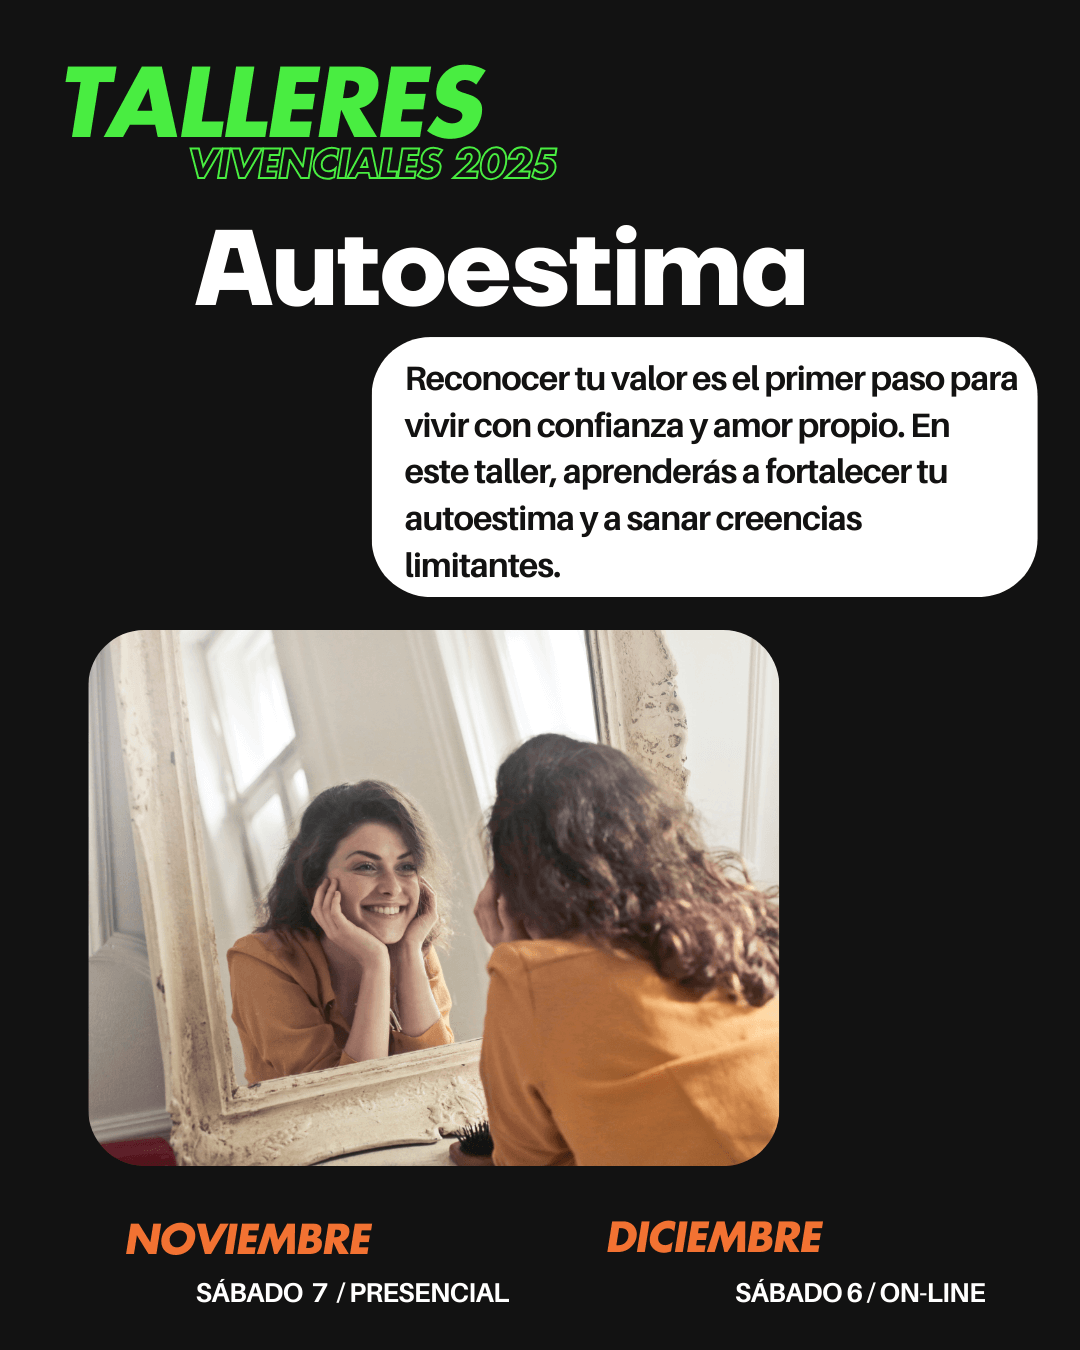 TALLERES
VIVENCIALES 2025
Autoestima
Reconocer tu valor es el primer paso para
vivir con confianza y amor propio. En
este taller, aprenderás a fortalecer tu
autoestima y a sanar creencias
limitantes.
NOVIEMBRE
SÁBADO 7 / PRESENCIAL
DICIEMBRE
SÁBADO 6 / ON-LINE